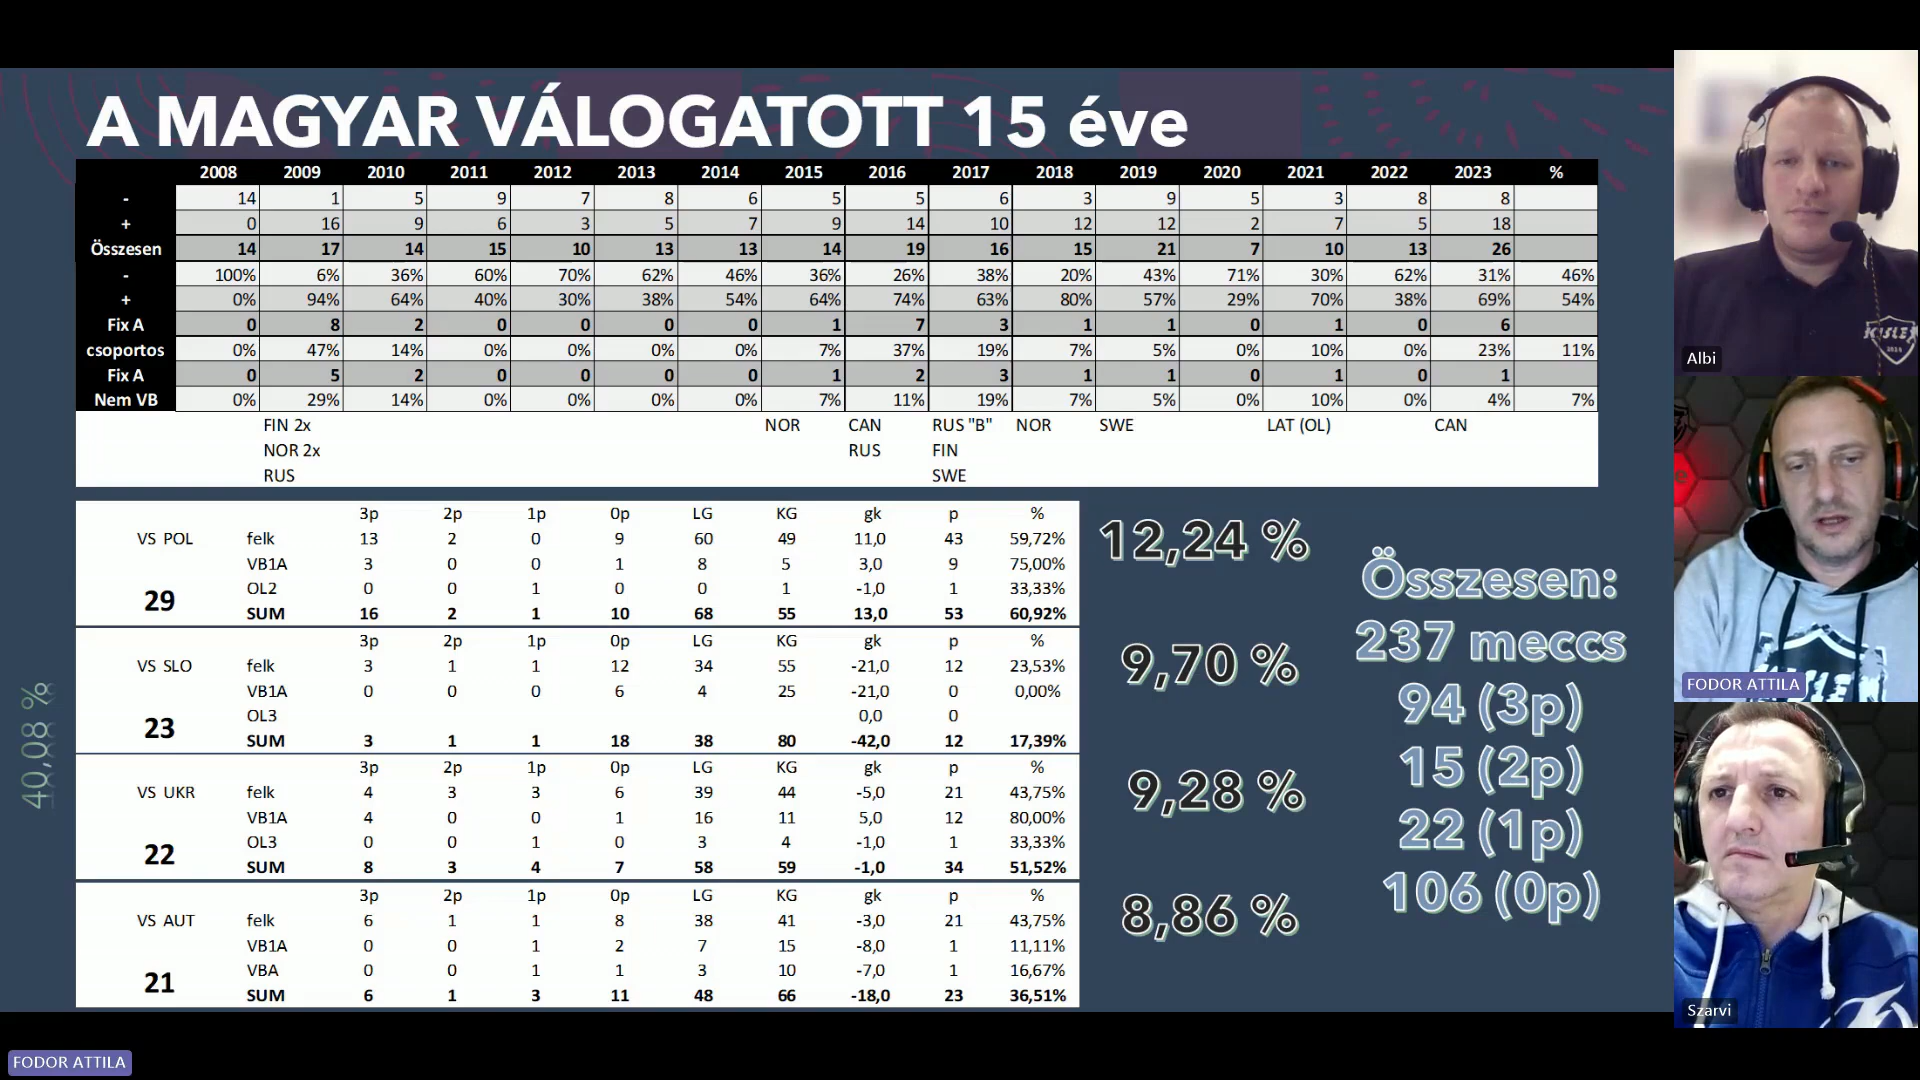 A MAGYAR VÁLOGATOTT 15 éve
2008 2009 2010 2011 2012 2013 2014 2015 2016 2017 2018 2019 2020 2021 2022 2023 %
- 14 1 5 9 7 8 6 5 5 6 3 9 5 3 8 8
+ 0 16 9 6 3 5 7 9 14 10 12 12 2 7 5 18
Összesen 14 17 14 15 10 13 13 14 19 16 15 21 7 10 13 26
- 100% 6% 36% 60% 70% 62% 46% 36% 26% 38% 20% 43% 71% 30% 62% 31% 46%
+ 0% 94% 64% 40% 30% 38% 54% 64% 74% 63% 80% 57% 29% 70% 38% 69% 54%
Fix A 0 8 2 0 0 0 0 1 7 3 1 1 0 1 0 6
csoportos 0% 47% 14% 0% 0% 0% 0% 7% 37% 19% 7% 5% 0% 10% 0% 23% 11%
Fix A 0 5 2 0 0 0 0 1 2 3 1 1 0 1 0 1
Nem VB 0% 29% 14% 0% 0% 0% 0% 7% 11% 19% 7% 5% 0% 10% 0% 4% 7%
FIN 2x NOR CAN RUS "B" NOR SWE LAT (OL) CAN
NOR 2x RUS FIN
RUS SWE
3p 2p 1p 0p LG KG gk p %
VS POL felk 13 2 0 9 60 49 11,0 43 59,72%
VB1A 3 0 0 1 8 5 3,0 9 75,00%
OL2 0 0 1 0 0 1 -1,0 1 33,33%
29
SUM 16 2 1 10 68 55 13,0 53 60,92%
3p 2p 1p 0p LG KG gk p %
VS SLO felk 3 1 1 12 34 55 -21,0 12 23,53%
VB1A 0 0 0 6 4 25 -21,0 0 0,00%
OL3 0,0 0
23
SUM 3 1 1 18 38 80 -42,0 12 17,39%
3p 2p 1p 0p LG KG gk p %
VS UKR felk 4 3 3 6 39 44 -5,0 21 43,75%
VB1A 4 0 0 1 16 11 5,0 12 80,00%
OL3 0 0 1 0 3 4 -1,0 1 33,33%
22
SUM 8 3 4 7 58 59 -1,0 34 51,52%
3p 2p 1p 0p LG KG gk p %
VS AUT felk 6 1 1 8 38 41 -3,0 21 43,75%
VB1A 0 0 1 2 7 15 -8,0 1 11,11%
VBA 0 0 1 1 3 10 -7,0 1 16,67%
21
SUM 6 1 3 11 48 66 -18,0 23 36,51%
40,08 %
12,24 %
9,70 %
9,28 %
8,86 %
Összesen:
237 meccs
94 (3p)
15 (2p)
22 (1p)
106 (0p)
Albi
FODOR ATTILA
Szarvi
FODOR ATTILA